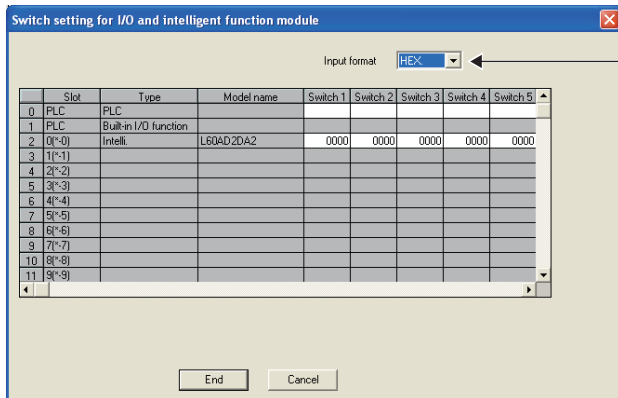 Switch setting for I/O and intelligent function module
Input format HEX
Slot Type Model name Switch 1 Switch 2 Switch 3 Switch 4 Switch 5
0 PLC PLC
1 PLC Built-in I/O function
2 0(*-0) Intelli. L60AD2DA2 0000 0000 0000 0000 0000
3 1(*-1)
4 2(*-2)
5 3(*-3)
6 4(*-4)
7 5(*-5)
8 6(*-6)
9 7(*-7)
10 8(*-8)
11 9(*-9)
End Cancel